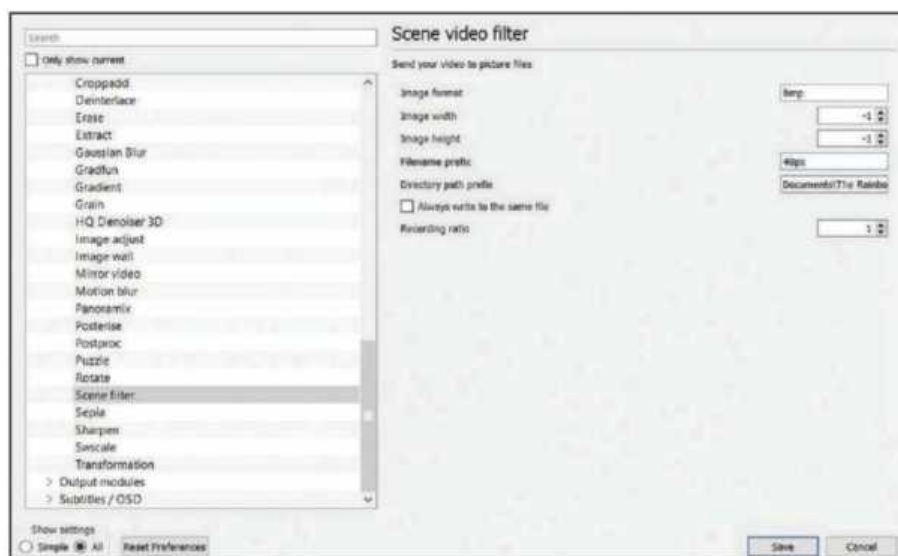 Search
Only show current
Croppadd
Deinterlace
Erase
Extract
Gaussian Blur
Gradfun
Gradient
Grain
HQ Denoiser 3D
Image adjust
Image wall
Mirror video
Motion blur
Panoramix
Posterise
Postproc
Puzzle
Rotate
Scene filter
Sepia
Sharpen
Swscale
Transformation
> Output modules
> Subtitles / OSD
Show settings
Simple All Reset Preferences
Scene video filter
Send your video to picture files
Image format bmp
Image width -1
Image height -1
Filename prefix
Directory path prefix Documents\The Rainbo
Always write to the same file
Recording ratio 1
Save Cancel